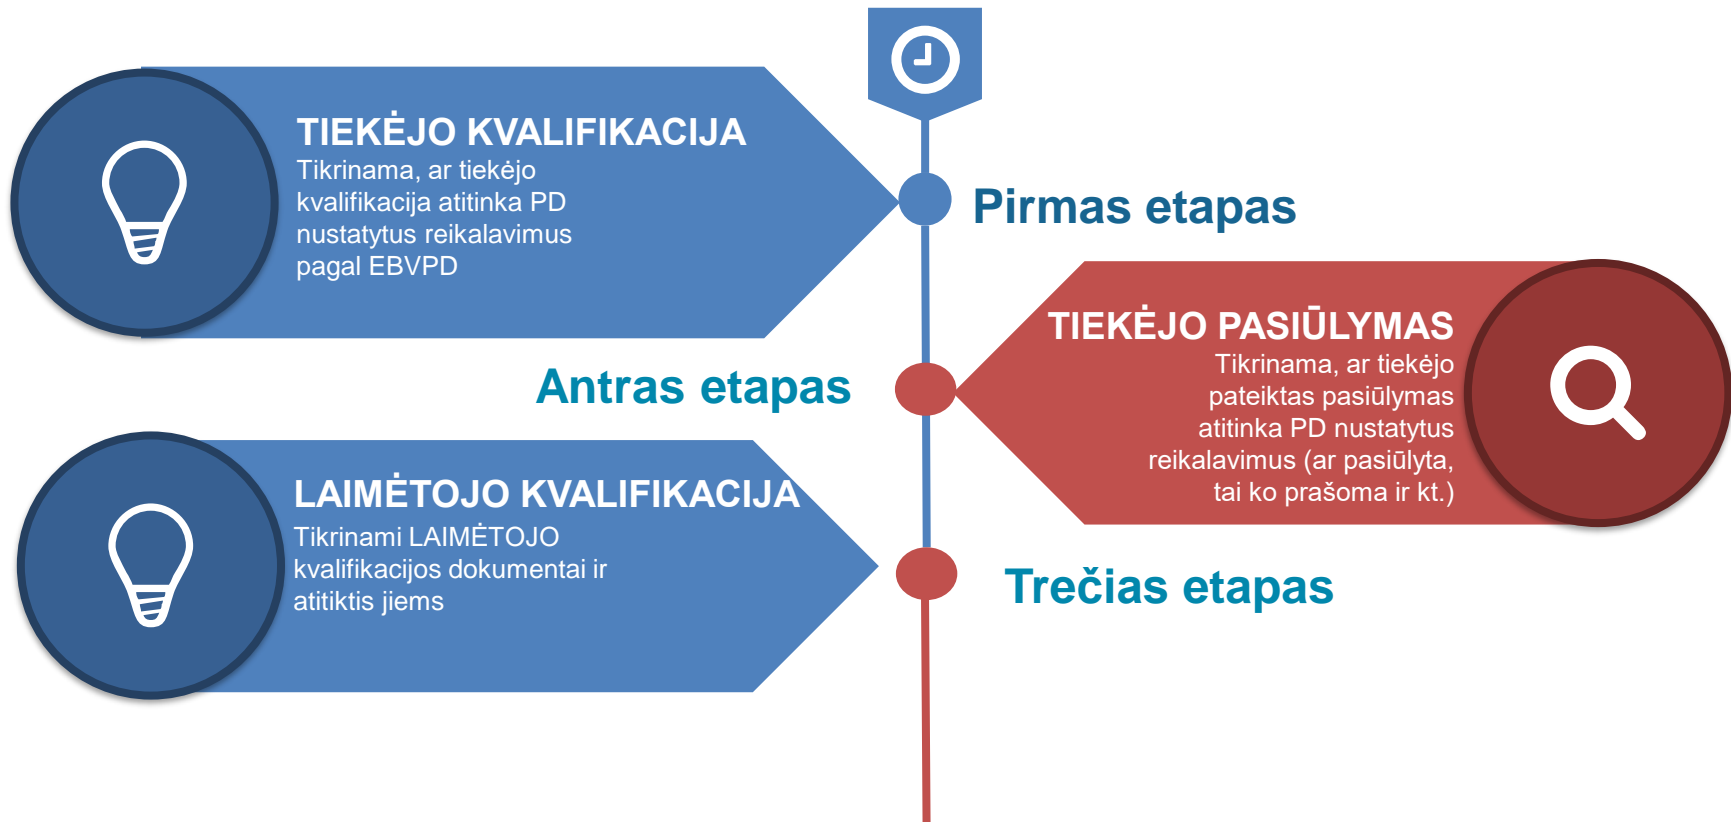 TIEKĖJO KVALIFIKACIJA
Tikrinama, ar tiekėjo
kvalifikacija atitinka PD
nustatytus reikalavimus
pagal EBVPD
Pirmas etapas
TIEKĖJO PASIŪLYMAS
Tikrinama, ar tiekėjo
pateiktas pasiūlymas
atitinka PD nustatytus
reikalavimus (ar pasiūlyta,
tai ko prašoma ir kt.)
Antras etapas
LAIMĖTOJO KVALIFIKACIJA
Tikrinami LAIMĖTOJO
kvalifikacijos dokumentai ir
atitiktis jiems
Trečias etapas